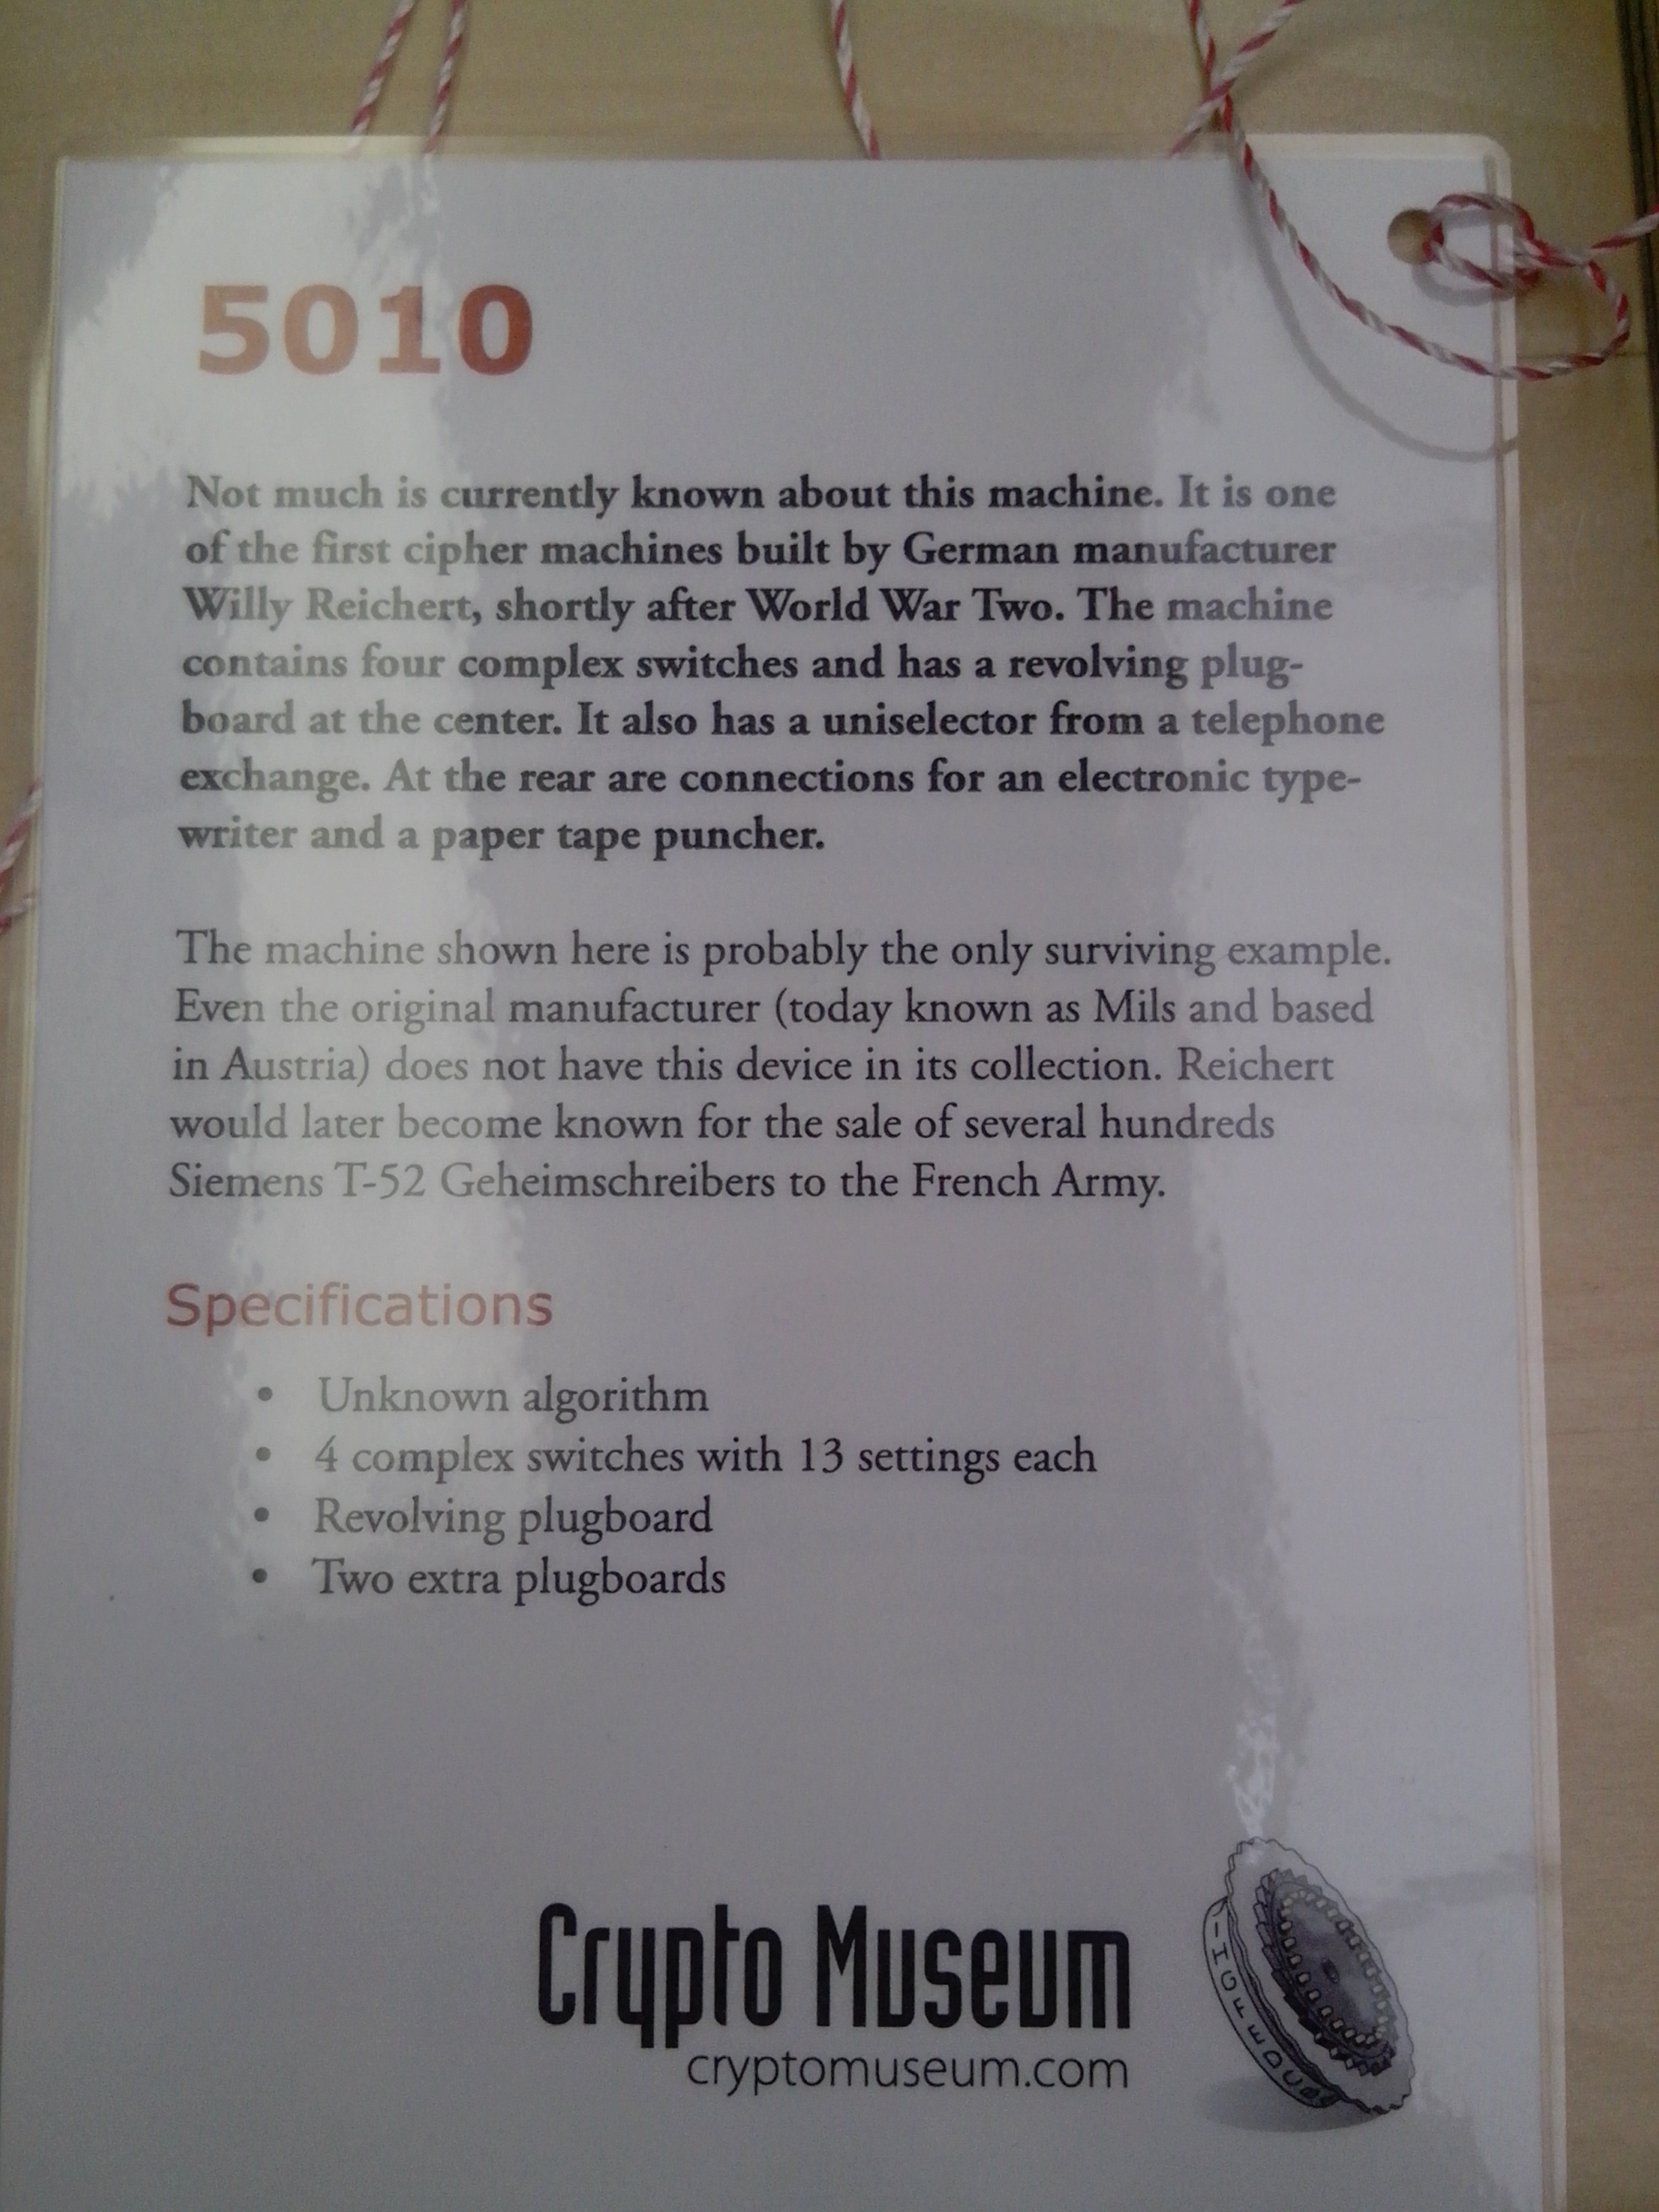 5010
Not much is currently known about this machine. It is one
of the first cipher machines built by German manufacturer
Willy Reichert, shortly after World War Two. The machine
contains four complex switches and has a revolving plug-
board at the center. It also has a uniselector from a telephone
exchange. At the rear are connections for an electronic type-
writer and a paper tape puncher.
The machine shown here is probably the only surviving example.
Even the original manufacturer (today known as Mils and based
in Austria) does not have this device in its collection. Reichert
would later become known for the sale of several hundreds
Siemens T-52 Geheimschreibers to the French Army.
Specifications
• Unknown algorithm
• 4 complex switches with 13 settings each
• Revolving plugboard
• Two extra plugboards
Crypto Museum
cryptomuseum.com
I H G F E D C B